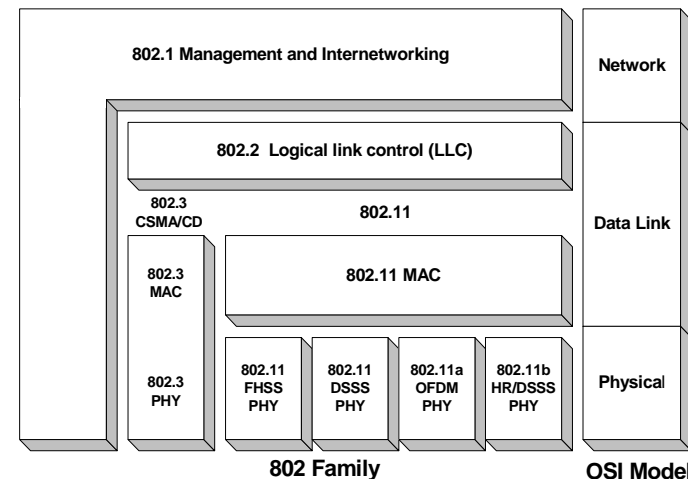 802.1 Management and Internetworking
Network
802.2 Logical link control (LLC)
802.3
CSMA/CD
802.11
Data Link
802.3
MAC
802.11 MAC
802.3
PHY
802.11
FHSS
PHY
802.11
DSSS
PHY
802.11a
OFDM
PHY
802.11b
HR/DSSS
PHY
Physical
802 Family
OSI Model